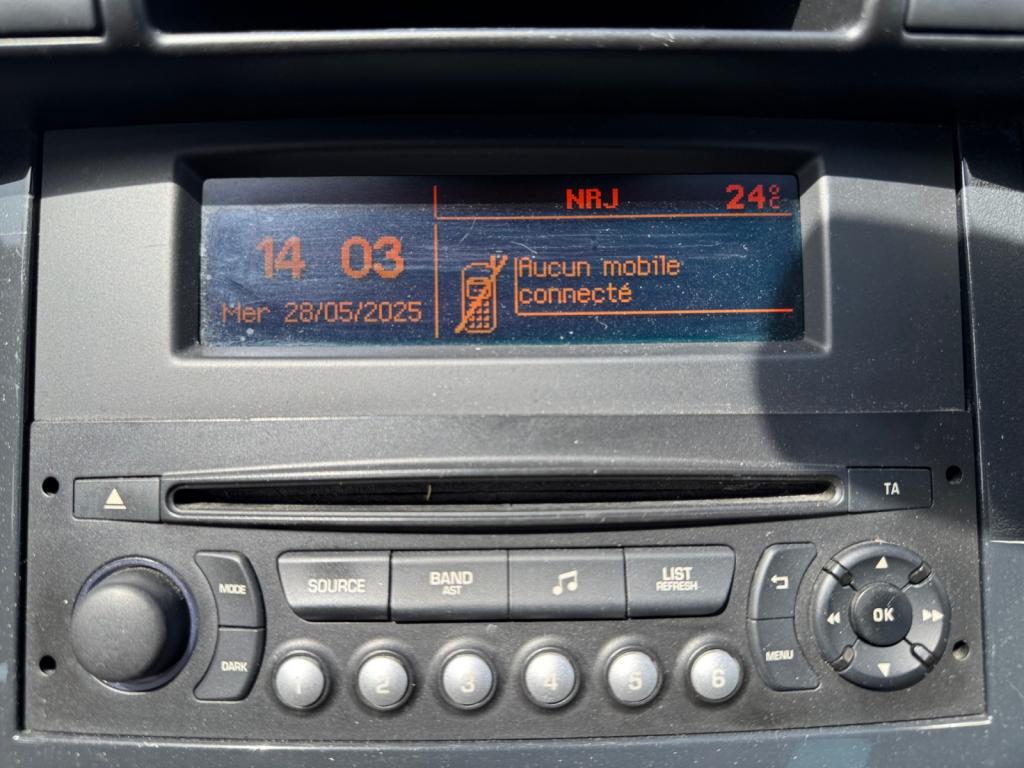 NRJ 24°C
14 03
Aucun mobile
connecté
Mer 28/05/2025
TA
MODE
SOURCE
BAND
AST
LIST
REFRESH
OK
DARK
MENU
1 2 3 4 5 6